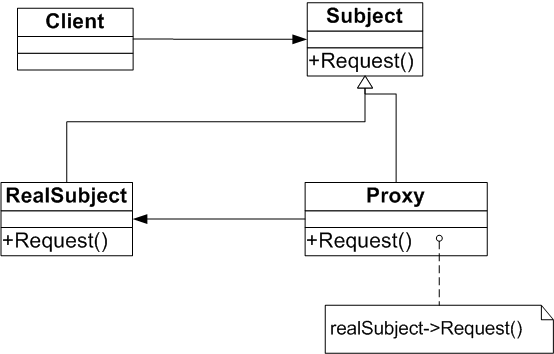 Client
Subject
+Request()
RealSubject
+Request()
Proxy
+Request()
realSubject->Request()